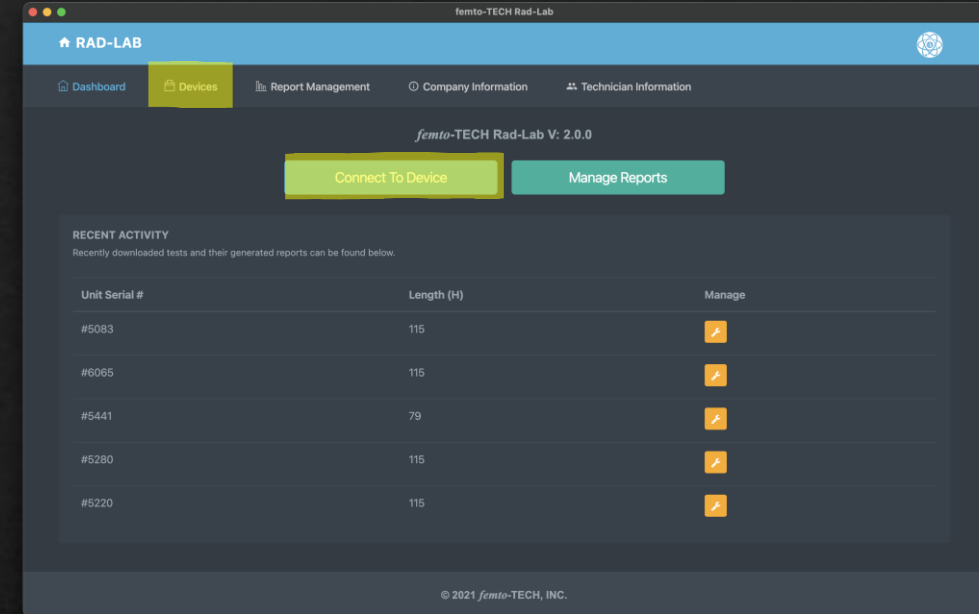 femto-TECH Rad-Lab
RAD-LAB
Dashboard Devices Report Management Company Information Technician Information
femto-TECH Rad-Lab V: 2.0.0
Connect To Device Manage Reports
RECENT ACTIVITY
Recently downloaded tests and their generated reports can be found below.
Unit Serial # Length (H) Manage
#5083 115
#6065 115
#5441 79
#5280 115
#5220 115
© 2021 femto-TECH, INC.